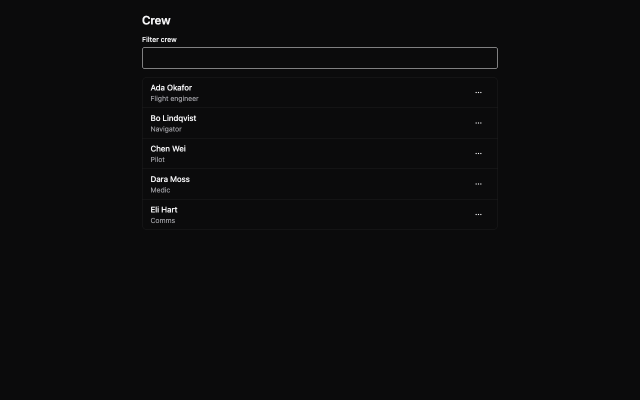 Crew
Filter crew
Ada Okafor
Flight engineer
...
Bo Lindqvist
Navigator
...
Chen Wei
Pilot
...
Dara Moss
Medic
...
Eli Hart
Comms
...